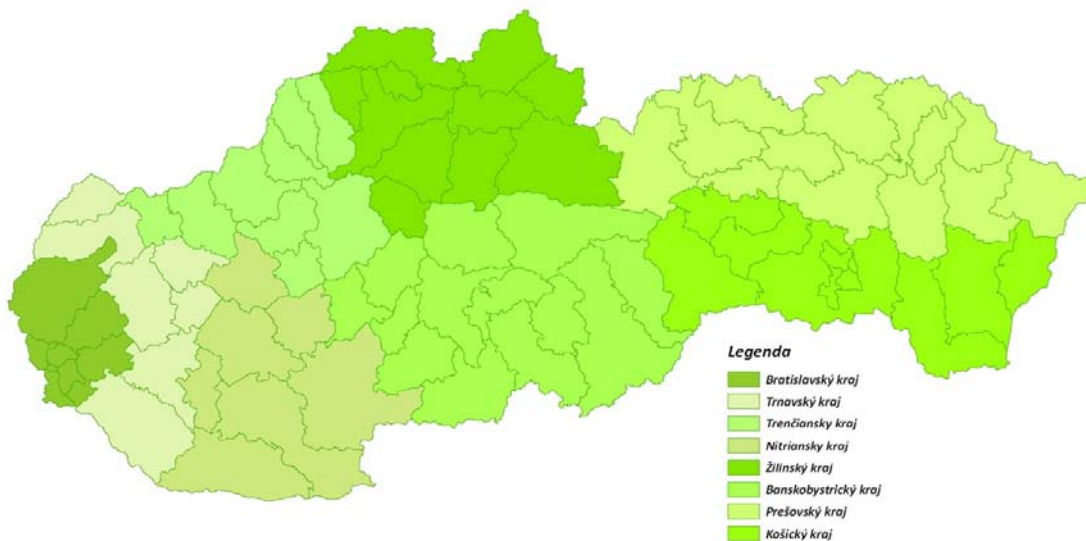 Legenda
Bratislavský kraj
Trnavský kraj
Trenčiansky kraj
Nitriansky kraj
Žilinský kraj
Banskobystrický kraj
Prešovský kraj
Košický kraj